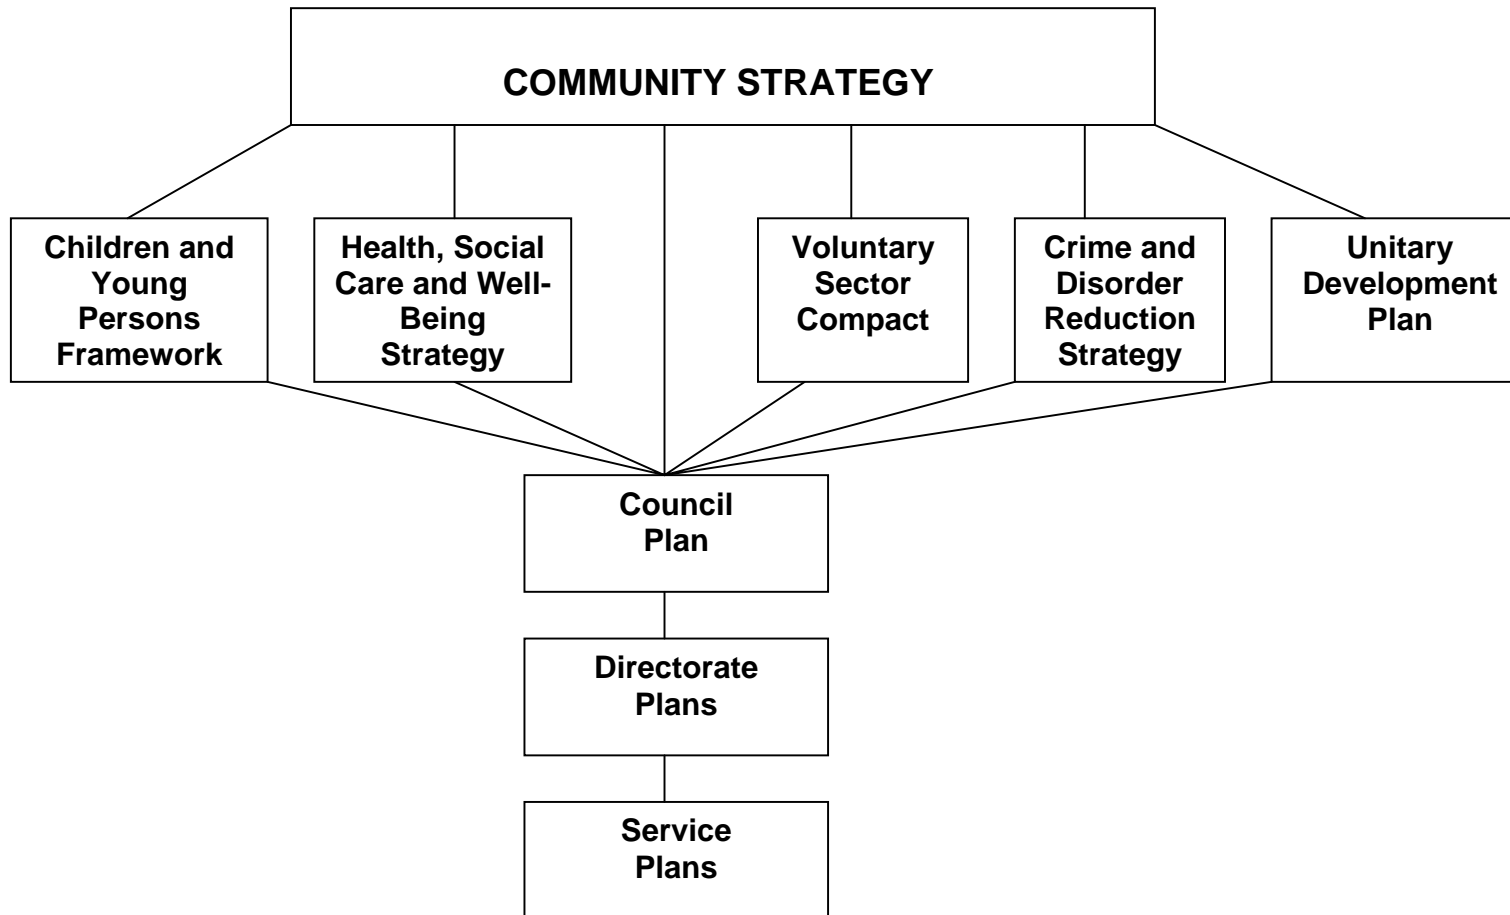 COMMUNITY STRATEGY
Children and
Young
Persons
Framework
Health, Social
Care and Well-
Being
Strategy
Voluntary
Sector
Compact
Crime and
Disorder
Reduction
Strategy
Unitary
Development
Plan
Council
Plan
Directorate
Plans
Service
Plans